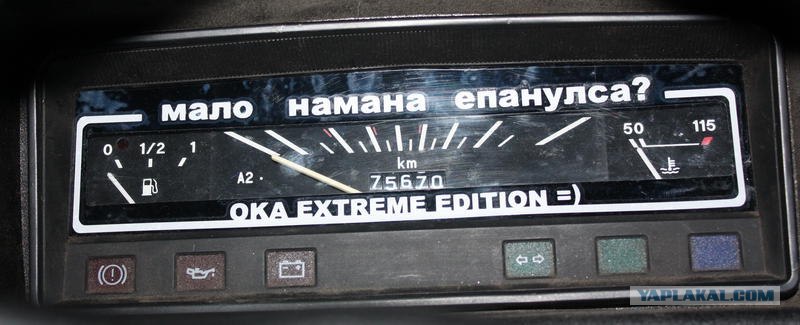 мало намана епанулса?
0 1/2 1
50 115
km
A2
75670
OKA EXTREME EDITION =)
YAPLAKAL.COM